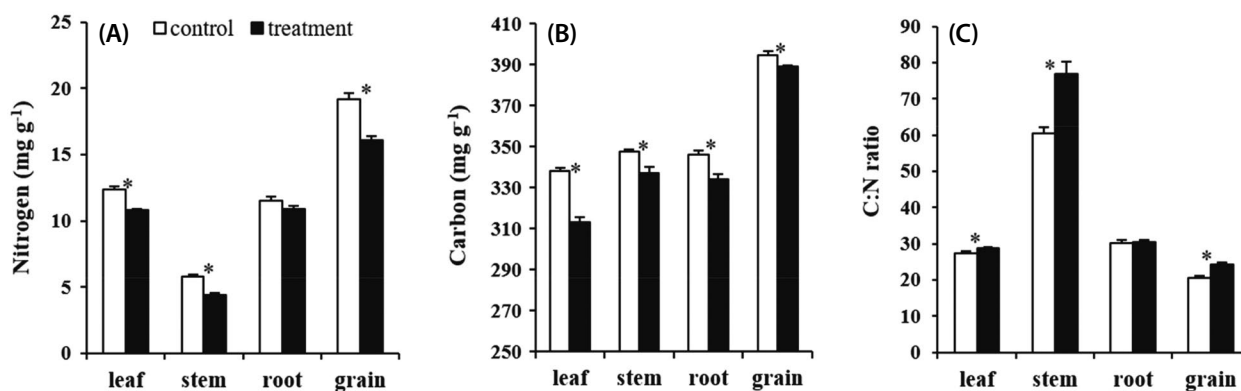 (A)
control treatment
Nitrogen (mg g-1)
25
20
15
10
5
0
leaf stem root grain
* * *
(B)
Carbon (mg g-1)
410
390
370
350
330
310
290
270
250
leaf stem root grain
* * * *
(C)
C:N ratio
90
80
70
60
50
40
30
20
10
0
leaf stem root grain
* * *